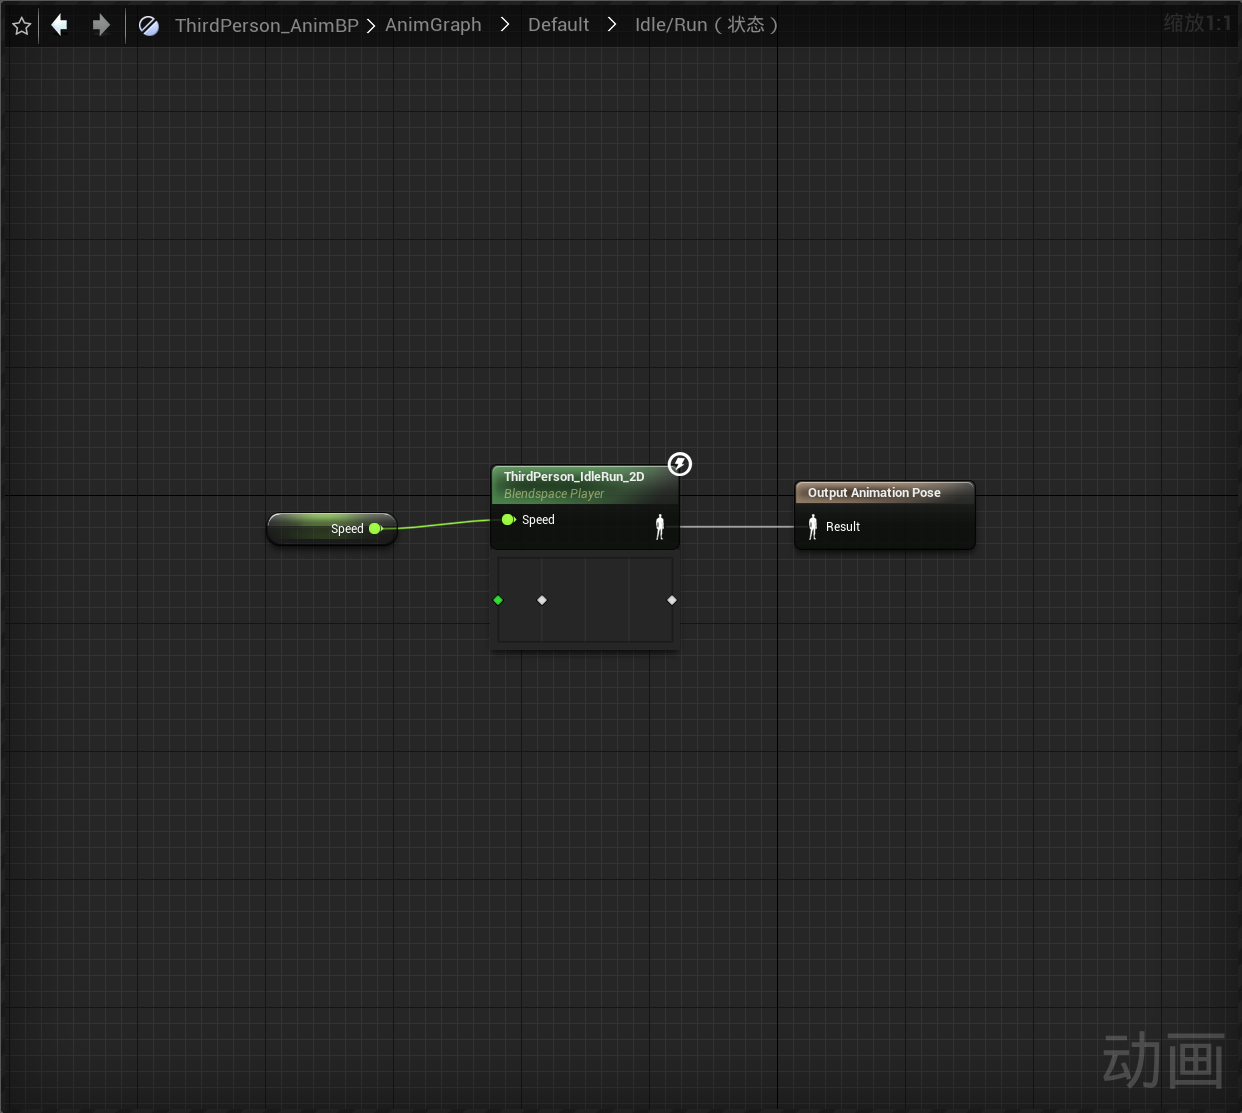 ThirdPerson_AnimBP > AnimGraph > Default > Idle/Run ( 状态 )
缩放1:1
ThirdPerson_IdleRun_2D
Blendspace Player
Speed
Speed
Output Animation Pose
Result
动画